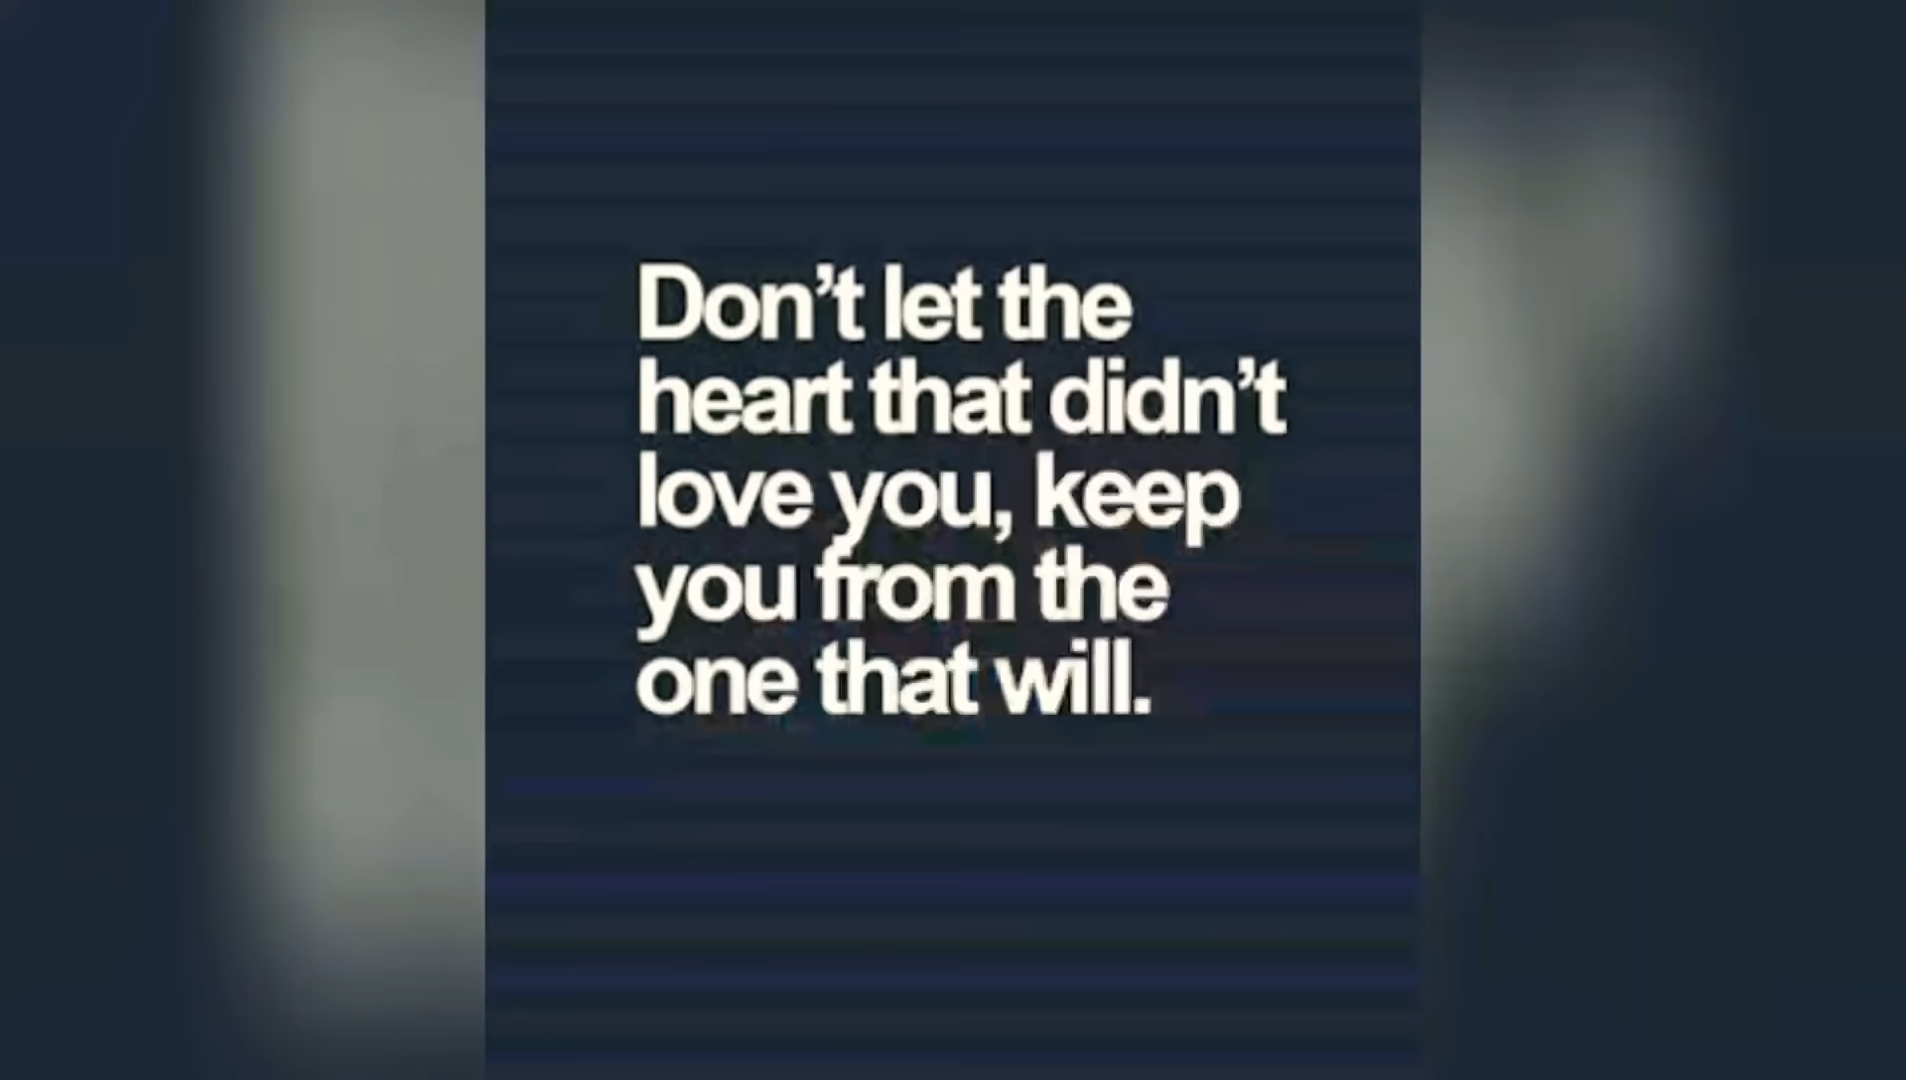 Don’t let the
heart that didn’t
love you, keep
you from the
one that will.